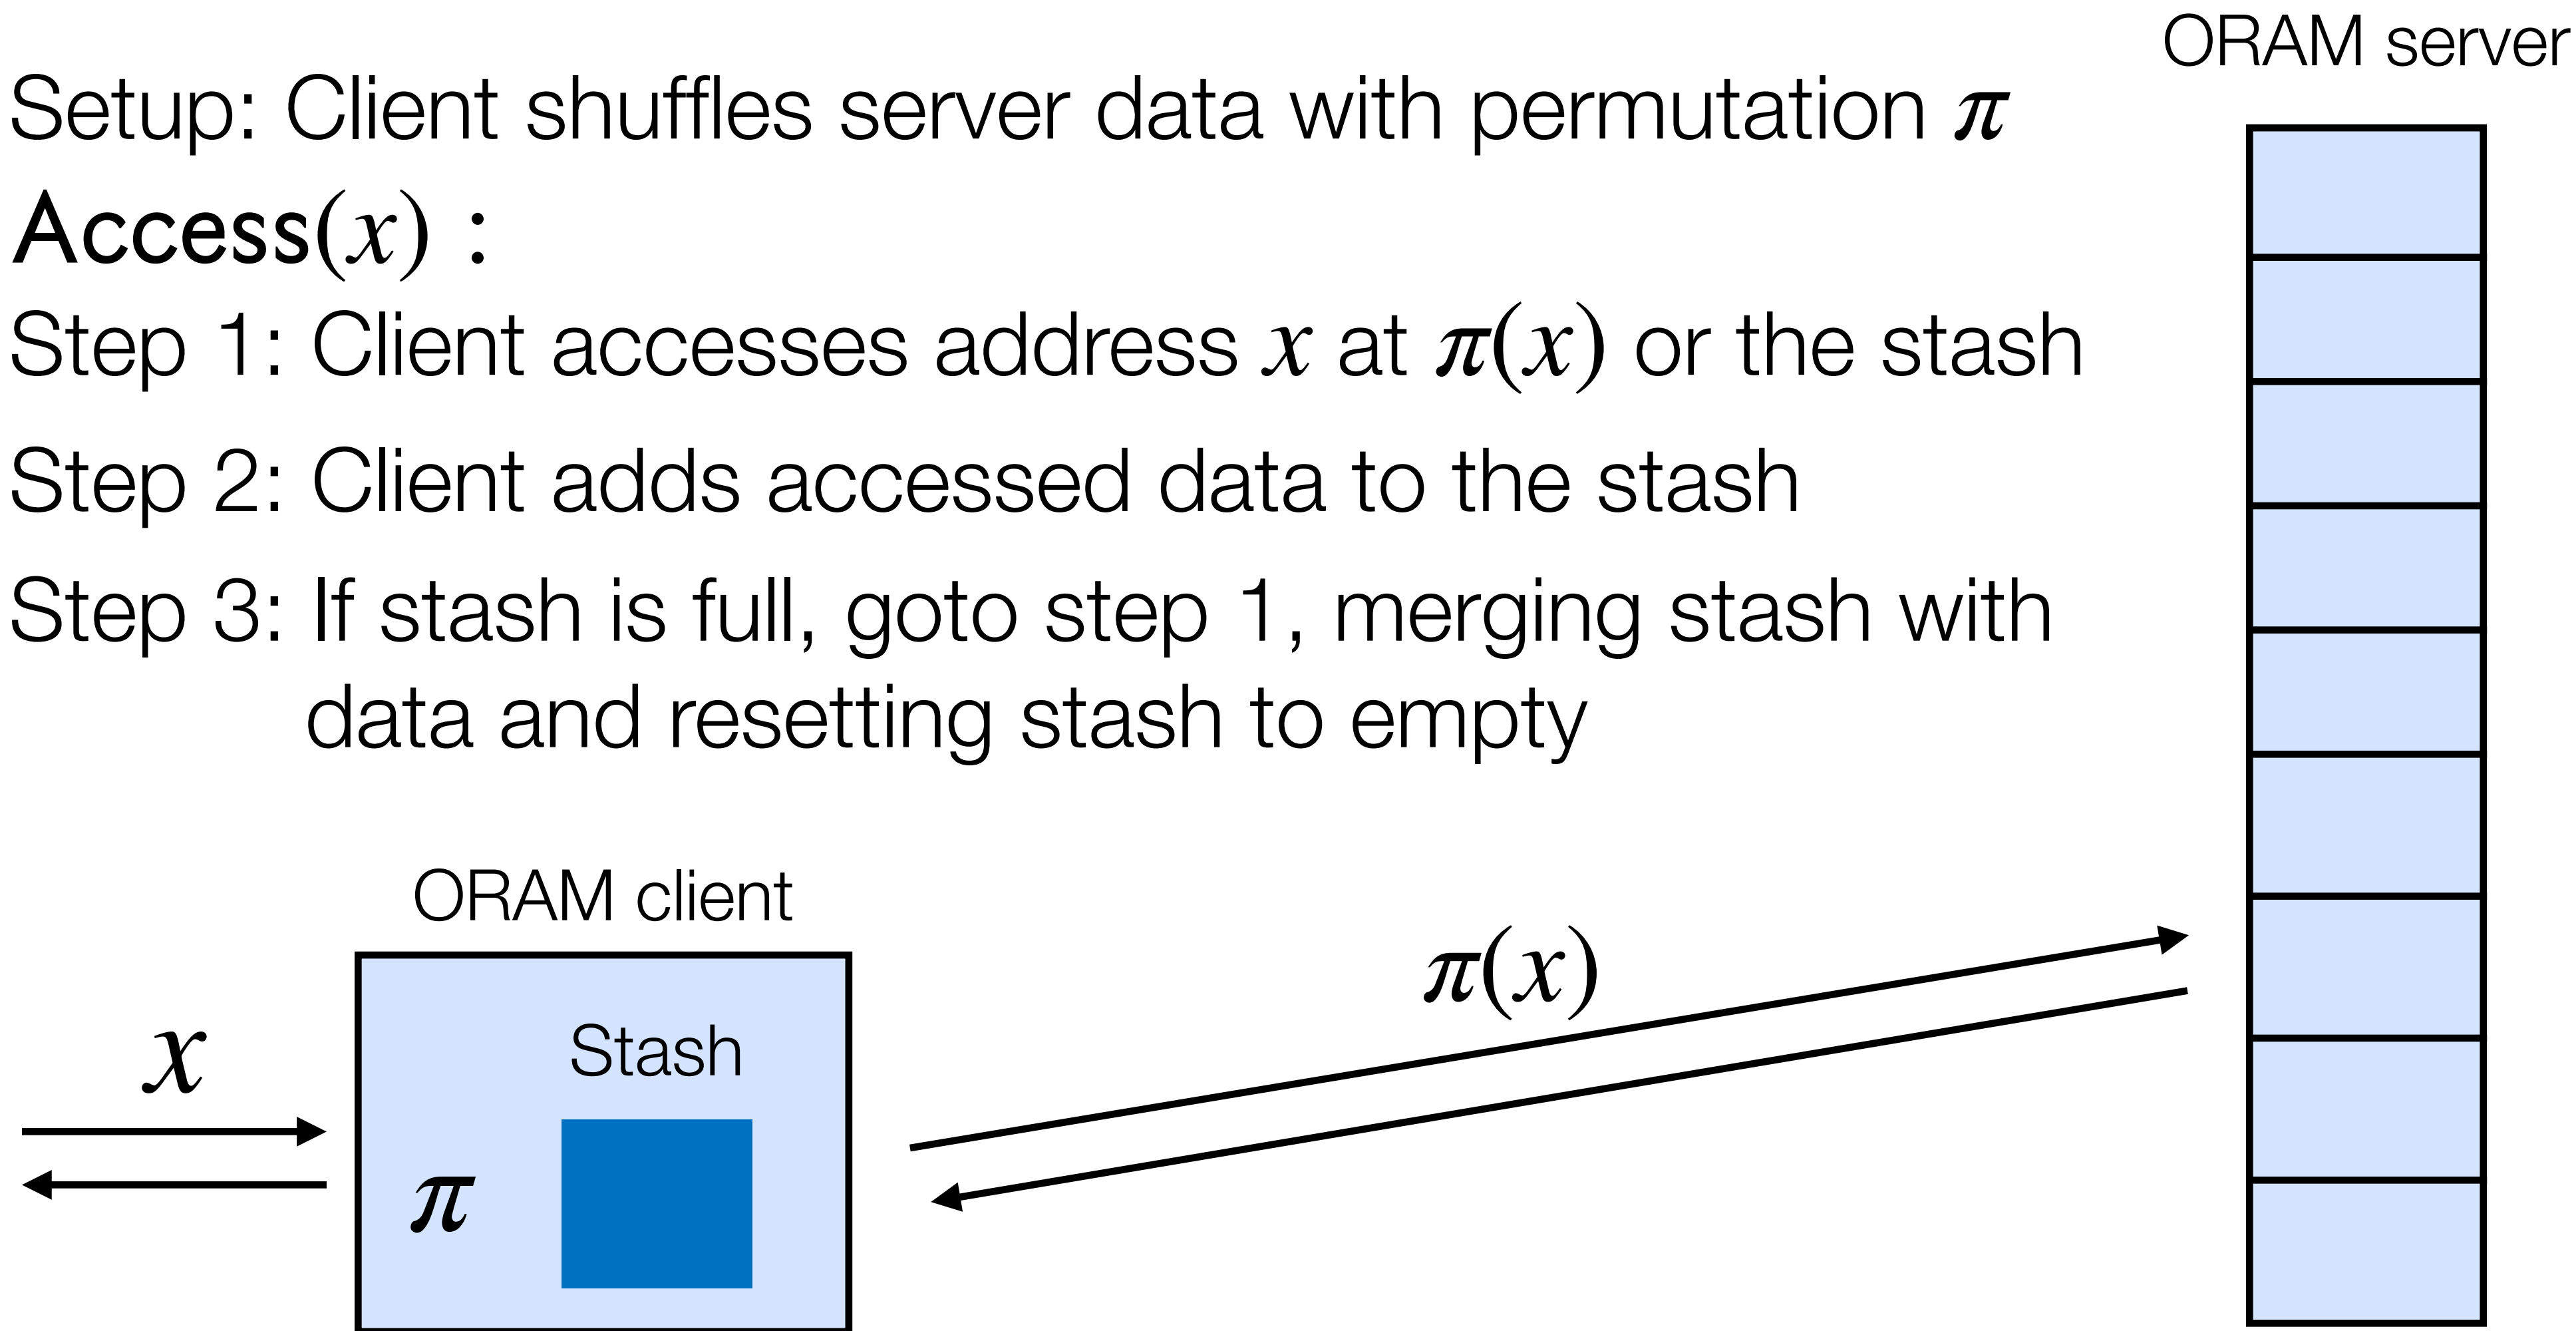 ORAM server
Setup: Client shuffles server data with permutation π
Access(x) :
Step 1: Client accesses address x at π(x) or the stash
Step 2: Client adds accessed data to the stash
Step 3: If stash is full, goto step 1, merging stash with
data and resetting stash to empty
ORAM client
π(x)
x
Stash
π